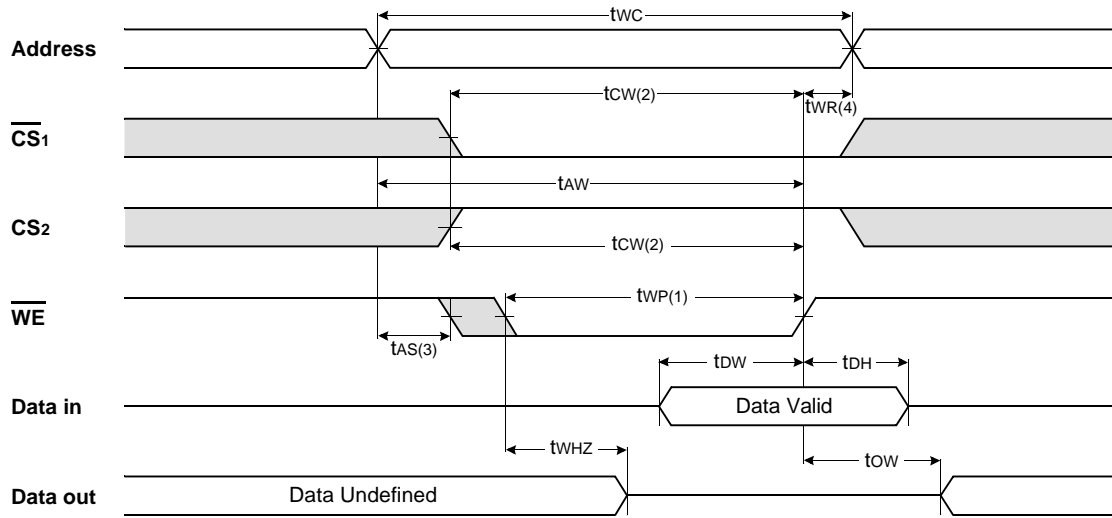 tWC
Address
tCW(2)
tWR(4)
CS1
tAW
CS2
tCW(2)
tWP(1)
WE
tAS(3)
tDW
tDH
Data in
Data Valid
tWHZ
tOW
Data out
Data Undefined